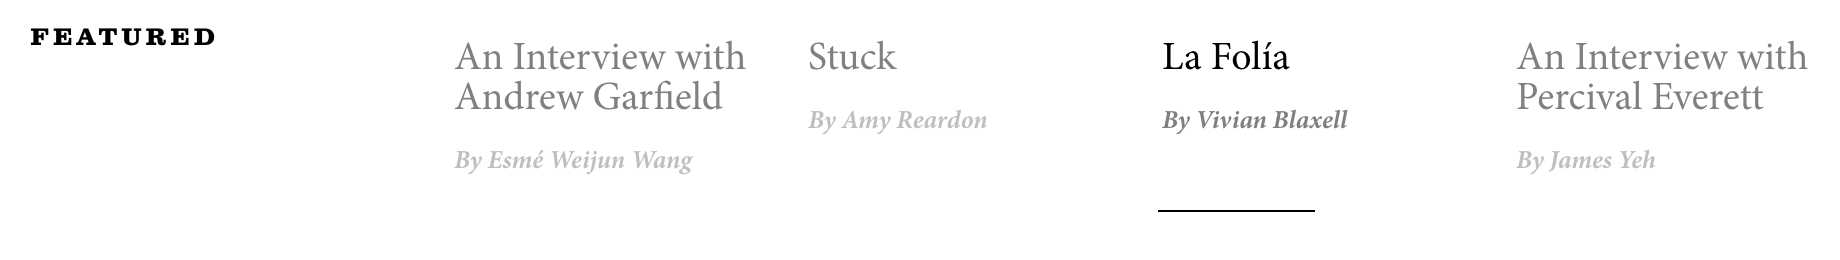 FEATURED
An Interview with
Andrew Garfield
By Esmé Weijun Wang
Stuck
By Amy Reardon
La Folía
By Vivian Blaxell
An Interview with
Percival Everett
By James Yeh